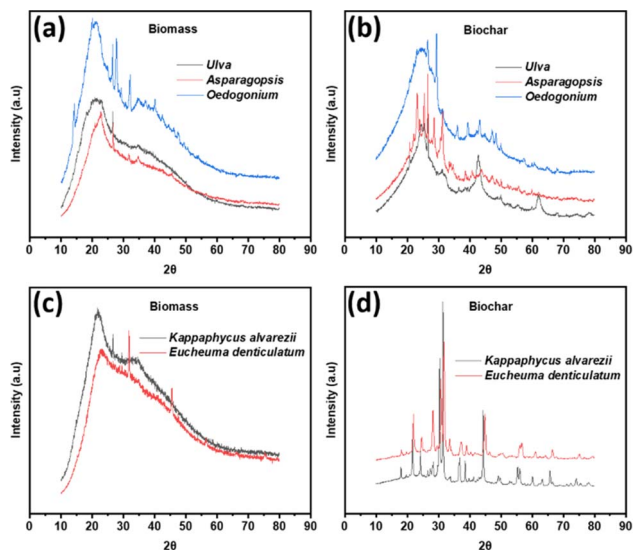 (a)
Biomass
Ulva
Asparagopsis
Oedogonium
Intensity (a.u)
0 10 20 30 40 50 60 70 80 90
2θ
(b)
Biochar
Ulva
Asparagopsis
Oedogonium
Intensity (a.u)
0 10 20 30 40 50 60 70 80 90
2θ
(c)
Biomass
Kappaphycus alvarezii
Eucheuma denticulatum
Intensity (a.u)
0 10 20 30 40 50 60 70 80 90
2θ
(d)
Biochar
Kappaphycus alvarezii
Eucheuma denticulatum
Intensity (a.u)
0 10 20 30 40 50 60 70 80 90
2θ